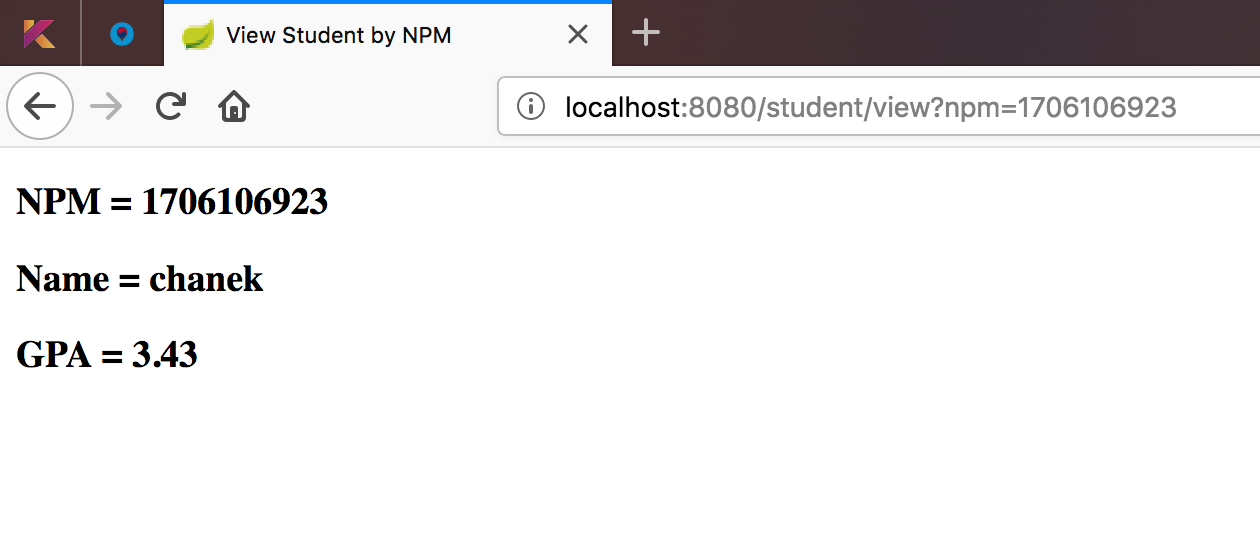 View Student by NPM
localhost:8080/student/view?npm=1706106923
NPM = 1706106923
Name = chanek
GPA = 3.43